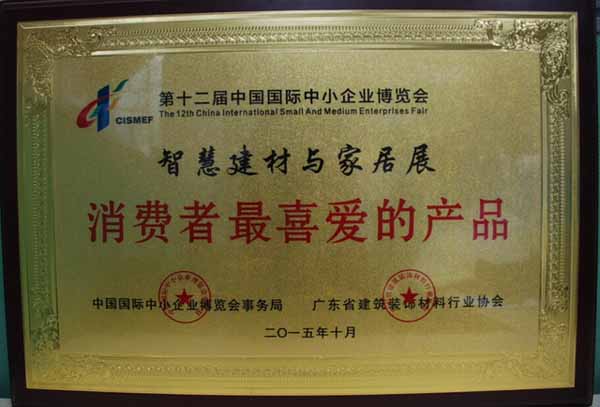 CISMEF
第十二届中国国际中小企业博览会
The 12th China International Small And Medium Enterprises Fair
智慧建材与家居展
消费者最喜爱的产品
中国国际中小企业博览会事务局 广东省建筑装饰材料行业协会
二〇一五年十月